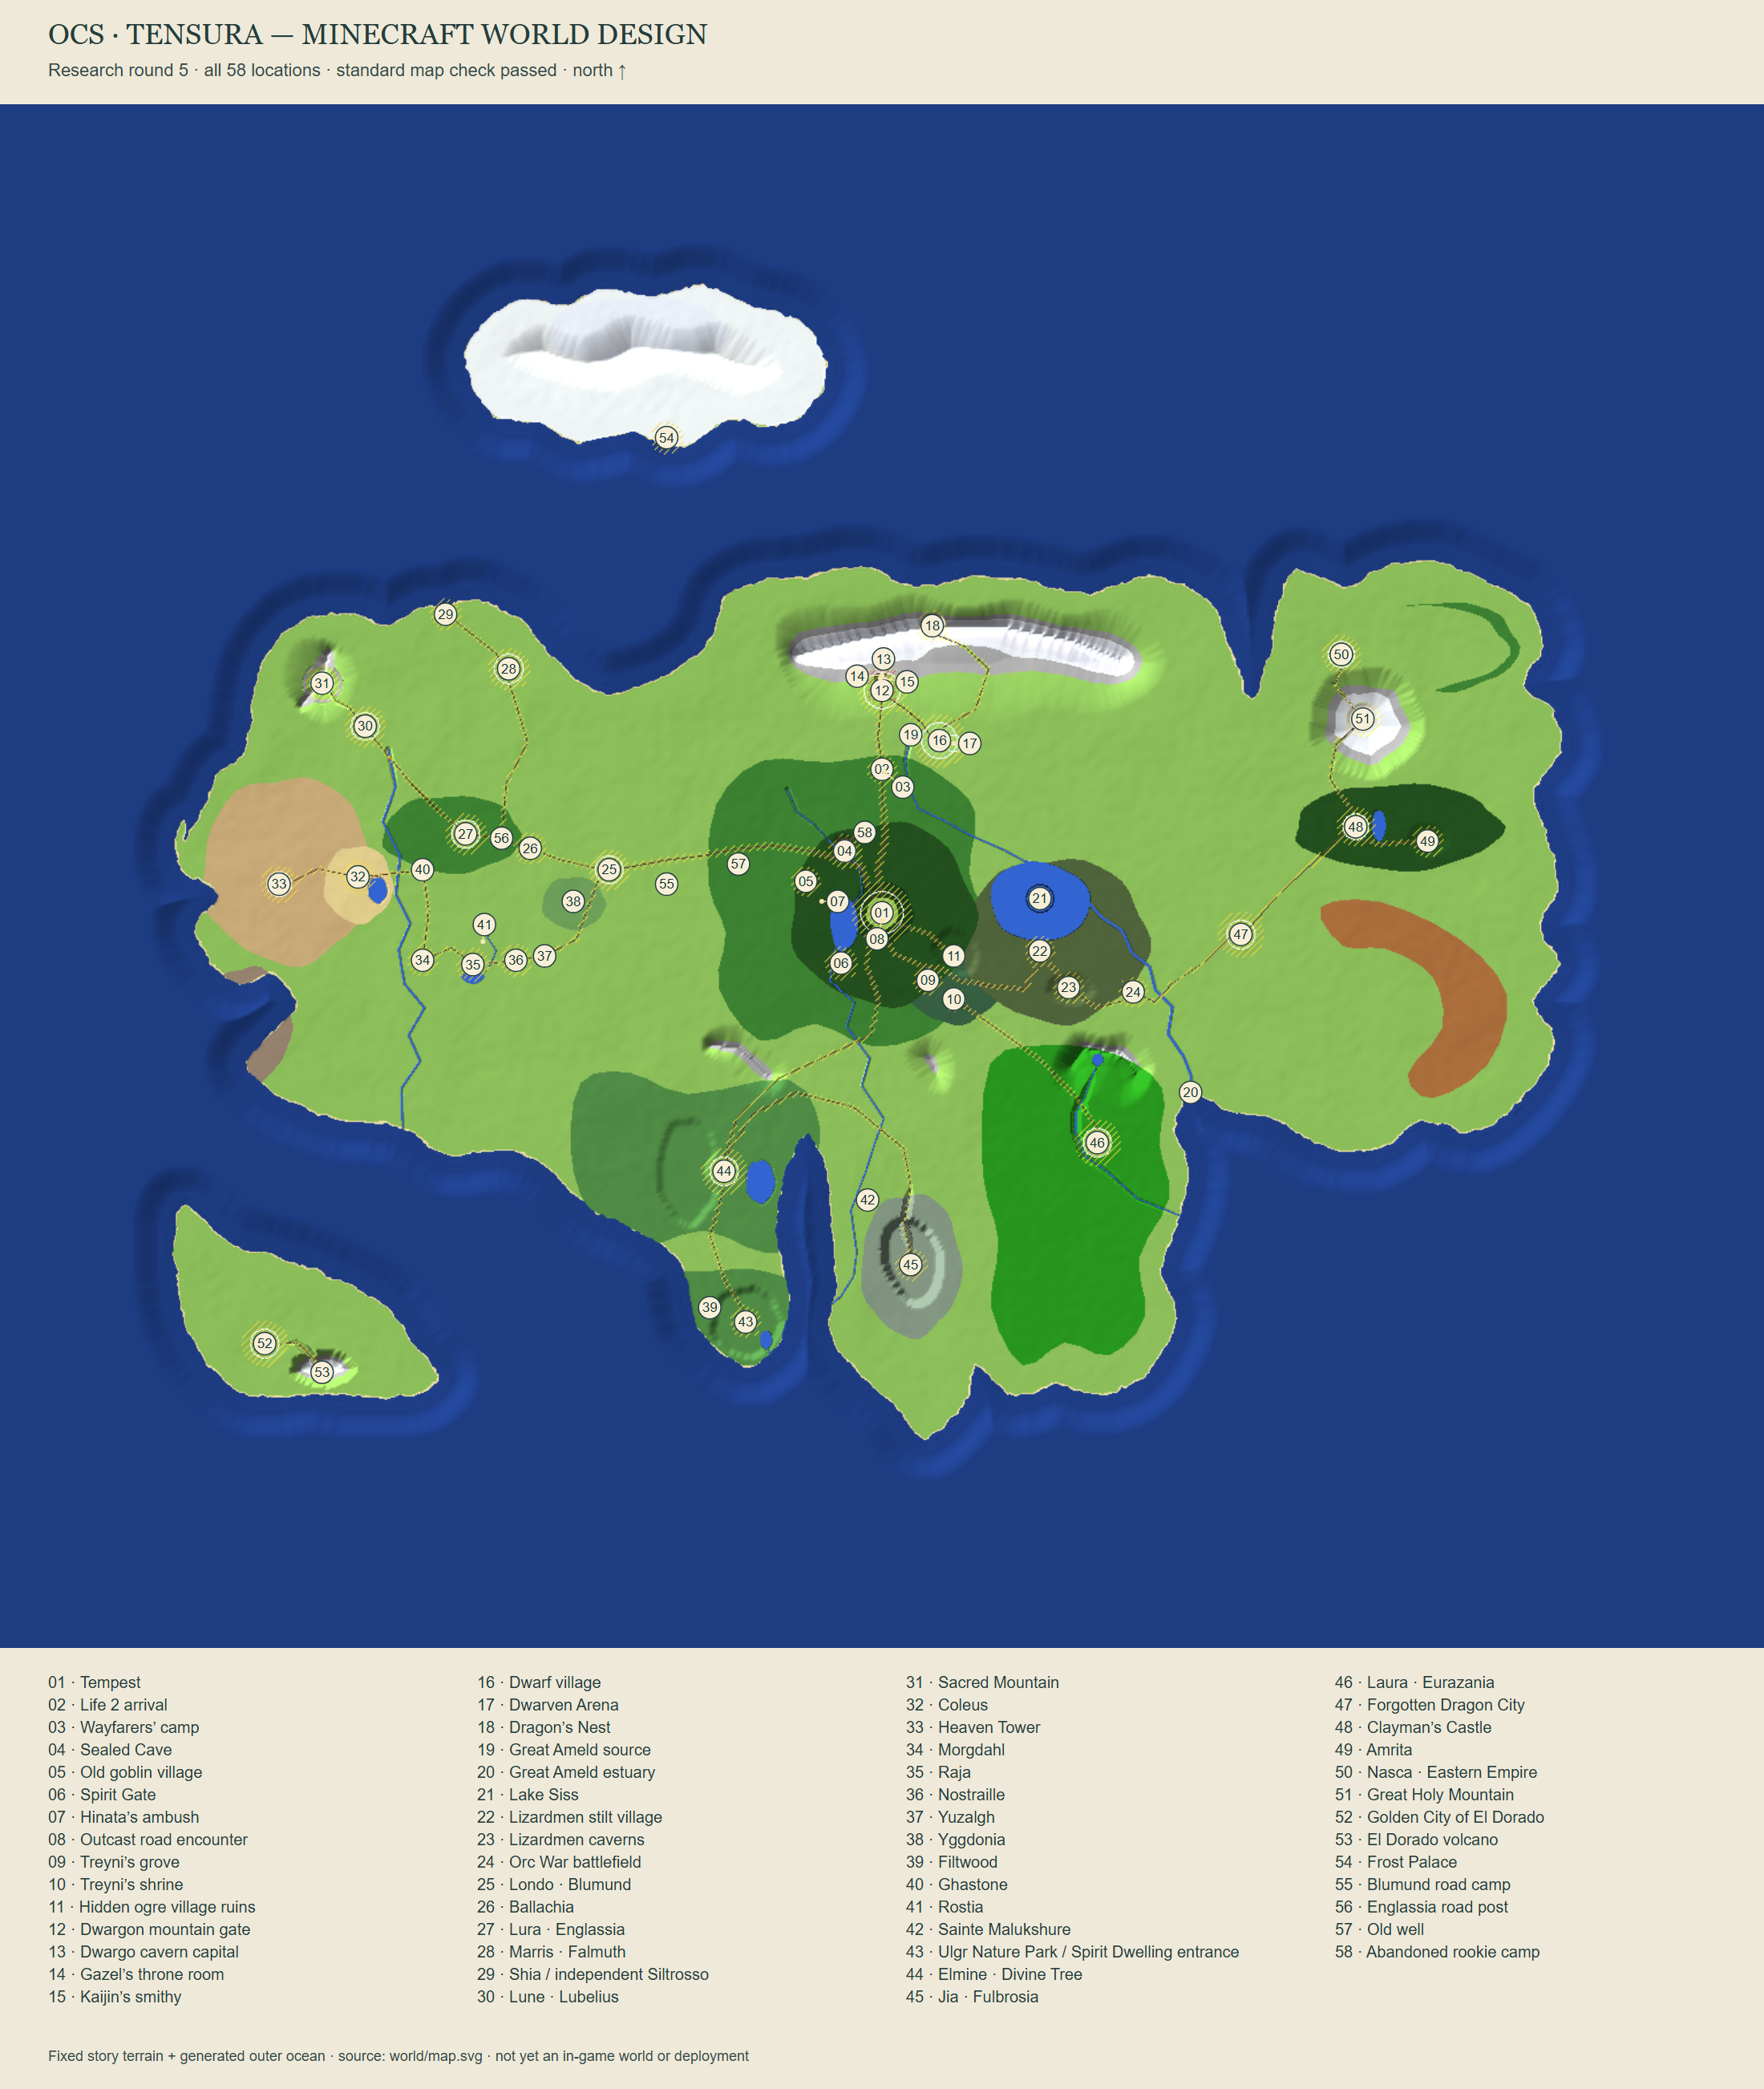 OCS · TENSURA — MINECRAFT WORLD DESIGN
Research round 5 · all 58 locations · standard map check passed · north ↑
54
29
18
28
13
50
31
14
15
12
51
30
19
16
17
02
03
58
27
56
48
26
04
49
57
40
25
32
33
55
05
21
38
07
01
41
47
08
22
11
37
34
36
35
06
09
23
24
10
20
46
44
42
45
39
43
52
53
01 · Tempest
02 · Life 2 arrival
03 · Wayfarers’ camp
04 · Sealed Cave
05 · Old goblin village
06 · Spirit Gate
07 · Hinata’s ambush
08 · Outcast road encounter
09 · Treyni’s grove
10 · Treyni’s shrine
11 · Hidden ogre village ruins
12 · Dwargon mountain gate
13 · Dwargo cavern capital
14 · Gazel’s throne room
15 · Kaijin’s smithy
16 · Dwarf village
17 · Dwarven Arena
18 · Dragon’s Nest
19 · Great Ameld source
20 · Great Ameld estuary
21 · Lake Siss
22 · Lizardmen stilt village
23 · Lizardmen caverns
24 · Orc War battlefield
25 · Londo · Blumund
26 · Ballachia
27 · Lura · Englassia
28 · Marris · Falmuth
29 · Shia / independent Siltrosso
30 · Lune · Lubelius
31 · Sacred Mountain
32 · Coleus
33 · Heaven Tower
34 · Morgdahl
35 · Raja
36 · Nostraille
37 · Yuzalgh
38 · Yggdonia
39 · Filtwood
40 · Ghastone
41 · Rostia
42 · Sainte Malukshure
43 · Ulgr Nature Park / Spirit Dwelling entrance
44 · Elmine · Divine Tree
45 · Jia · Fulbrosia
46 · Laura · Eurazania
47 · Forgotten Dragon City
48 · Clayman’s Castle
49 · Amrita
50 · Nasca · Eastern Empire
51 · Great Holy Mountain
52 · Golden City of El Dorado
53 · El Dorado volcano
54 · Frost Palace
55 · Blumund road camp
56 · Englassia road post
57 · Old well
58 · Abandoned rookie camp
Fixed story terrain + generated outer ocean · source: world/map.svg · not yet an in-game world or deployment